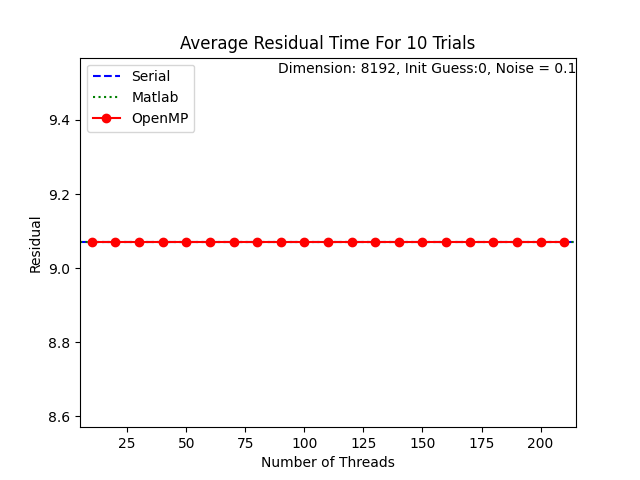 Average Residual Time For 10 Trials
Dimension: 8192, Init Guess:0, Noise = 0.1
Serial
Matlab
OpenMP
Residual
9.4
9.2
9.0
8.8
8.6
25 50 75 100 125 150 175 200
Number of Threads